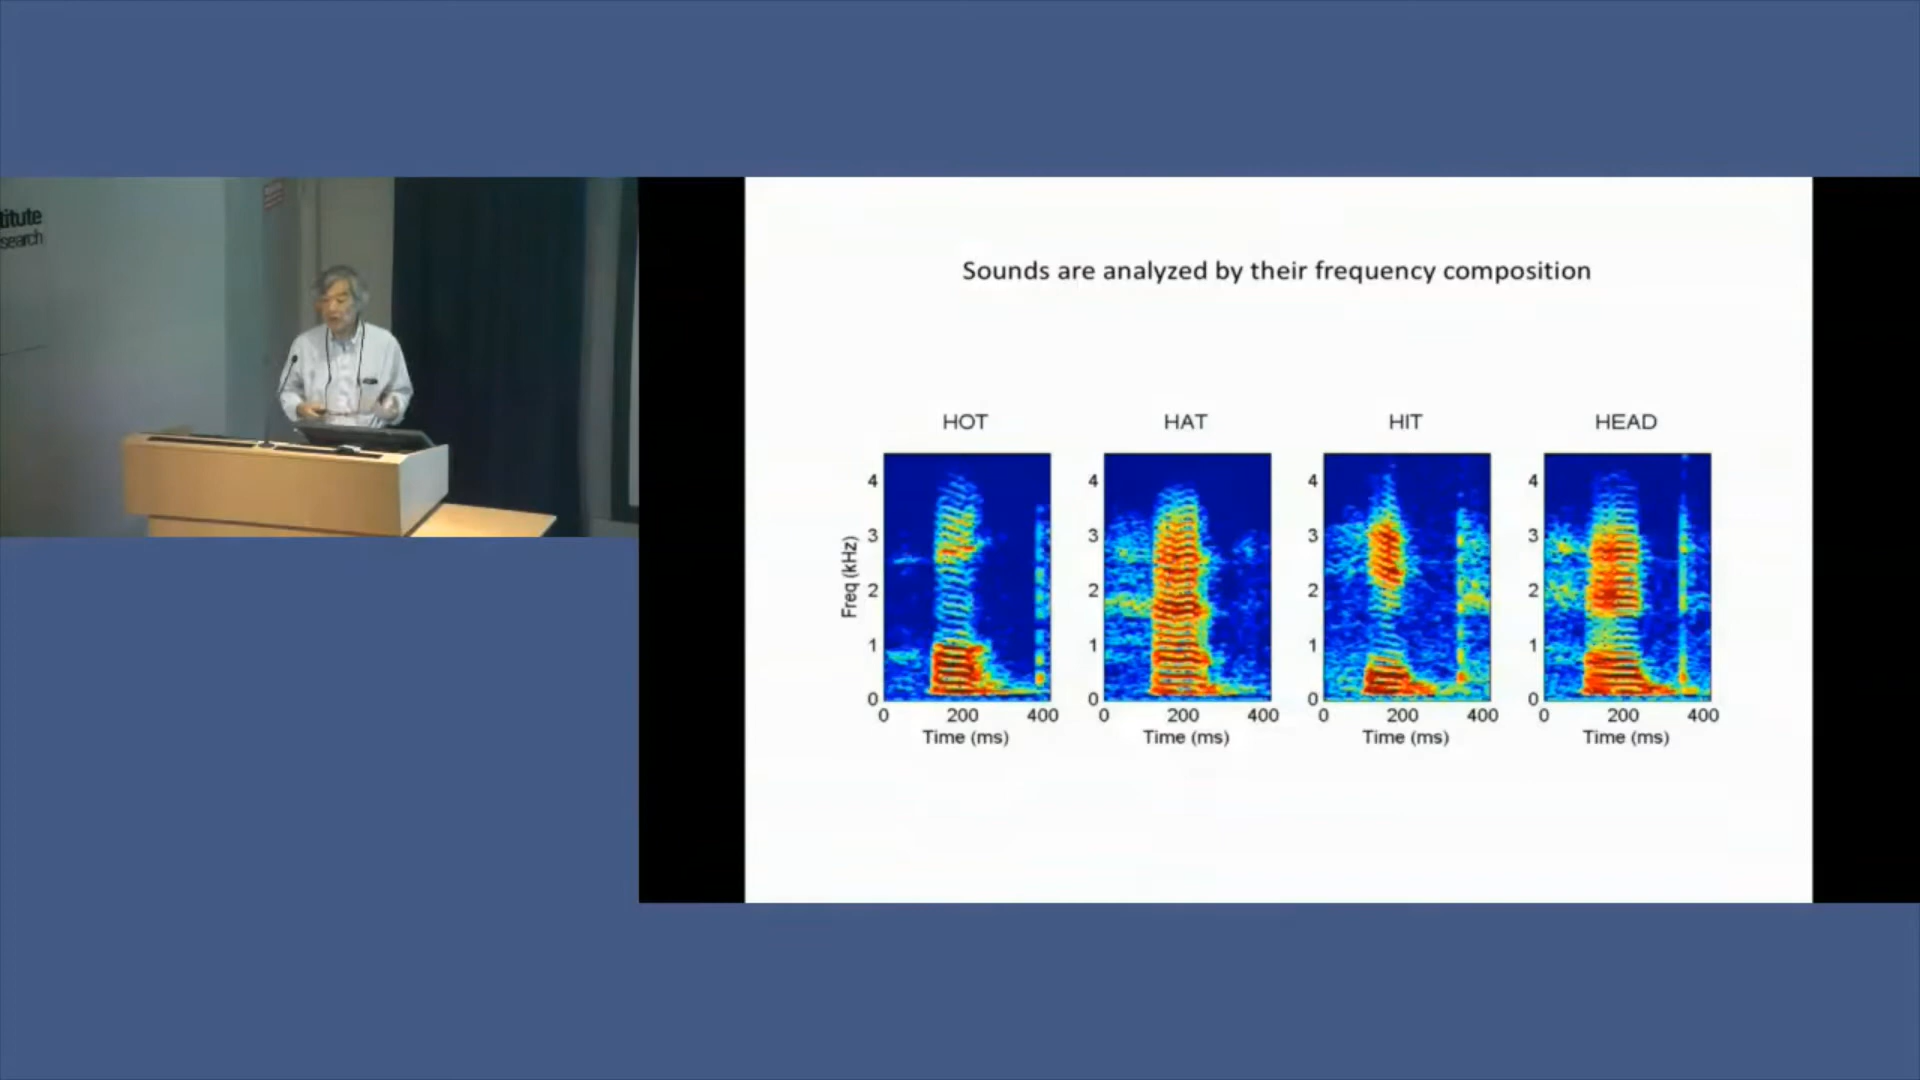 titute
search
Sounds are analyzed by their frequency composition
HOT HAT HIT HEAD
Freq (kHz)
4 4 4 4
3 3 3 3
2 2 2 2
1 1 1 1
0 0 0 0
0 200 400 0 200 400 0 200 400 0 200 400
Time (ms) Time (ms) Time (ms) Time (ms)